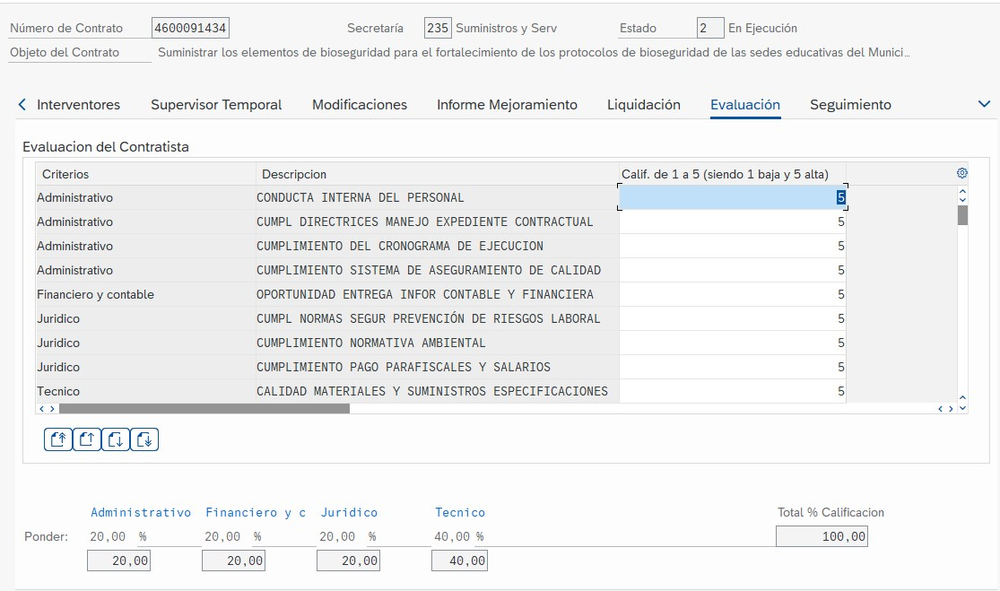 Número de Contrato 4600091434 Secretaría 235 Suministros y Serv Estado 2 En Ejecución
Objeto del Contrato Suministrar los elementos de bioseguridad para el fortalecimiento de los protocolos de bioseguridad de las sedes educativas del Munici…
Interventores Supervisor Temporal Modificaciones Informe Mejoramiento Liquidación Evaluación Seguimiento
Evaluacion del Contratista
Criterios Descripcion Calif. de 1 a 5 (siendo 1 baja y 5 alta)
Administrativo CONDUCTA INTERNA DEL PERSONAL 5
Administrativo CUMPL DIRECTRICES MANEJO EXPEDIENTE CONTRACTUAL 5
Administrativo CUMPLIMIENTO DEL CRONOGRAMA DE EJECUCION 5
Administrativo CUMPLIMIENTO SISTEMA DE ASEGURAMIENTO DE CALIDAD 5
Financiero y contable OPORTUNIDAD ENTREGA INFOR CONTABLE Y FINANCIERA 5
Juridico CUMPL NORMAS SEGUR PREVENCIÓN DE RIESGOS LABORAL 5
Juridico CUMPLIMIENTO NORMATIVA AMBIENTAL 5
Juridico CUMPLIMIENTO PAGO PARAFISCALES Y SALARIOS 5
Tecnico CALIDAD MATERIALES Y SUMINISTROS ESPECIFICACIONES 5
Administrativo Financiero y c Juridico Tecnico Total % Calificacion
Ponder: 20,00 % 20,00 % 20,00 % 40,00 % 100,00
20,00 20,00 20,00 40,00